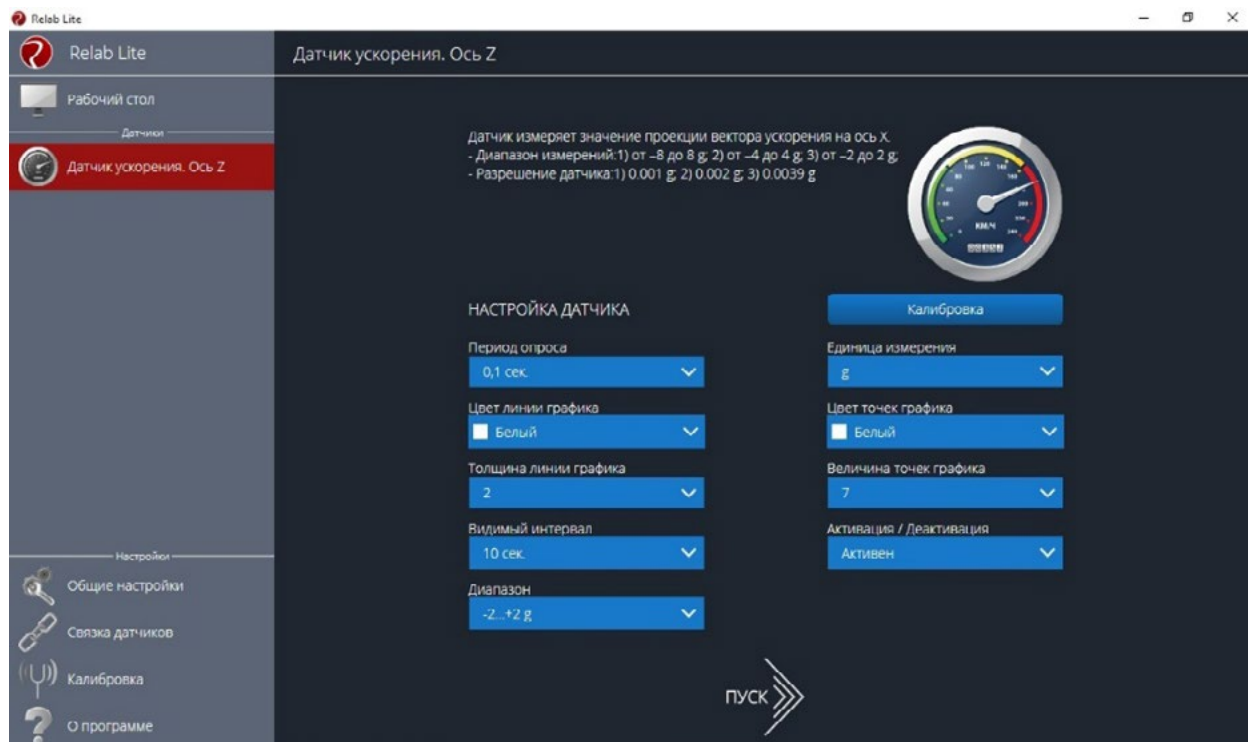 Relab Lite
Relab Lite
Датчик ускорения. Ось Z
Рабочий стол
Датчики
Датчик ускорения. Ось Z
Датчик измеряет значение проекции вектора ускорения на ось X.
- Диапазон измерений:1) от –8 до 8 g; 2) от –4 до 4 g; 3) от –2 до 2 g;
- Разрешение датчика:1) 0.001 g; 2) 0.002 g; 3) 0.0039 g
КМ/Ч
НАСТРОЙКА ДАТЧИКА
Калибровка
Период опроса
Единица измерения
0,1 сек.
g
Цвет линии графика
Цвет точек графика
Белый
Белый
Толщина линии графика
Величина точек графика
2
7
Видимый интервал
Активация / Деактивация
10 сек.
Активен
Диапазон
-2...+2 g
Настройки
Общие настройки
Связка датчиков
Калибровка
О программе
ПУСК